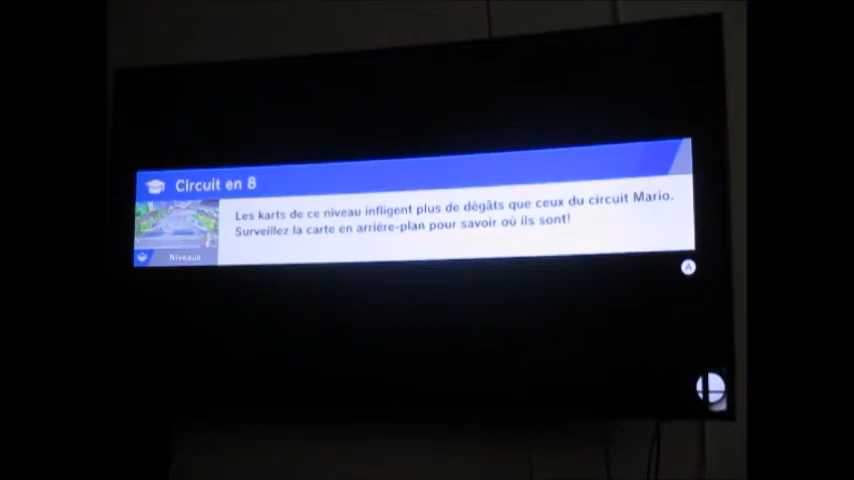 Circuit en 8
Les karts de ce niveau infligent plus de dégâts que ceux du circuit Mario.
Surveillez la carte en arrière-plan pour savoir où ils sont!
Niveaux
A